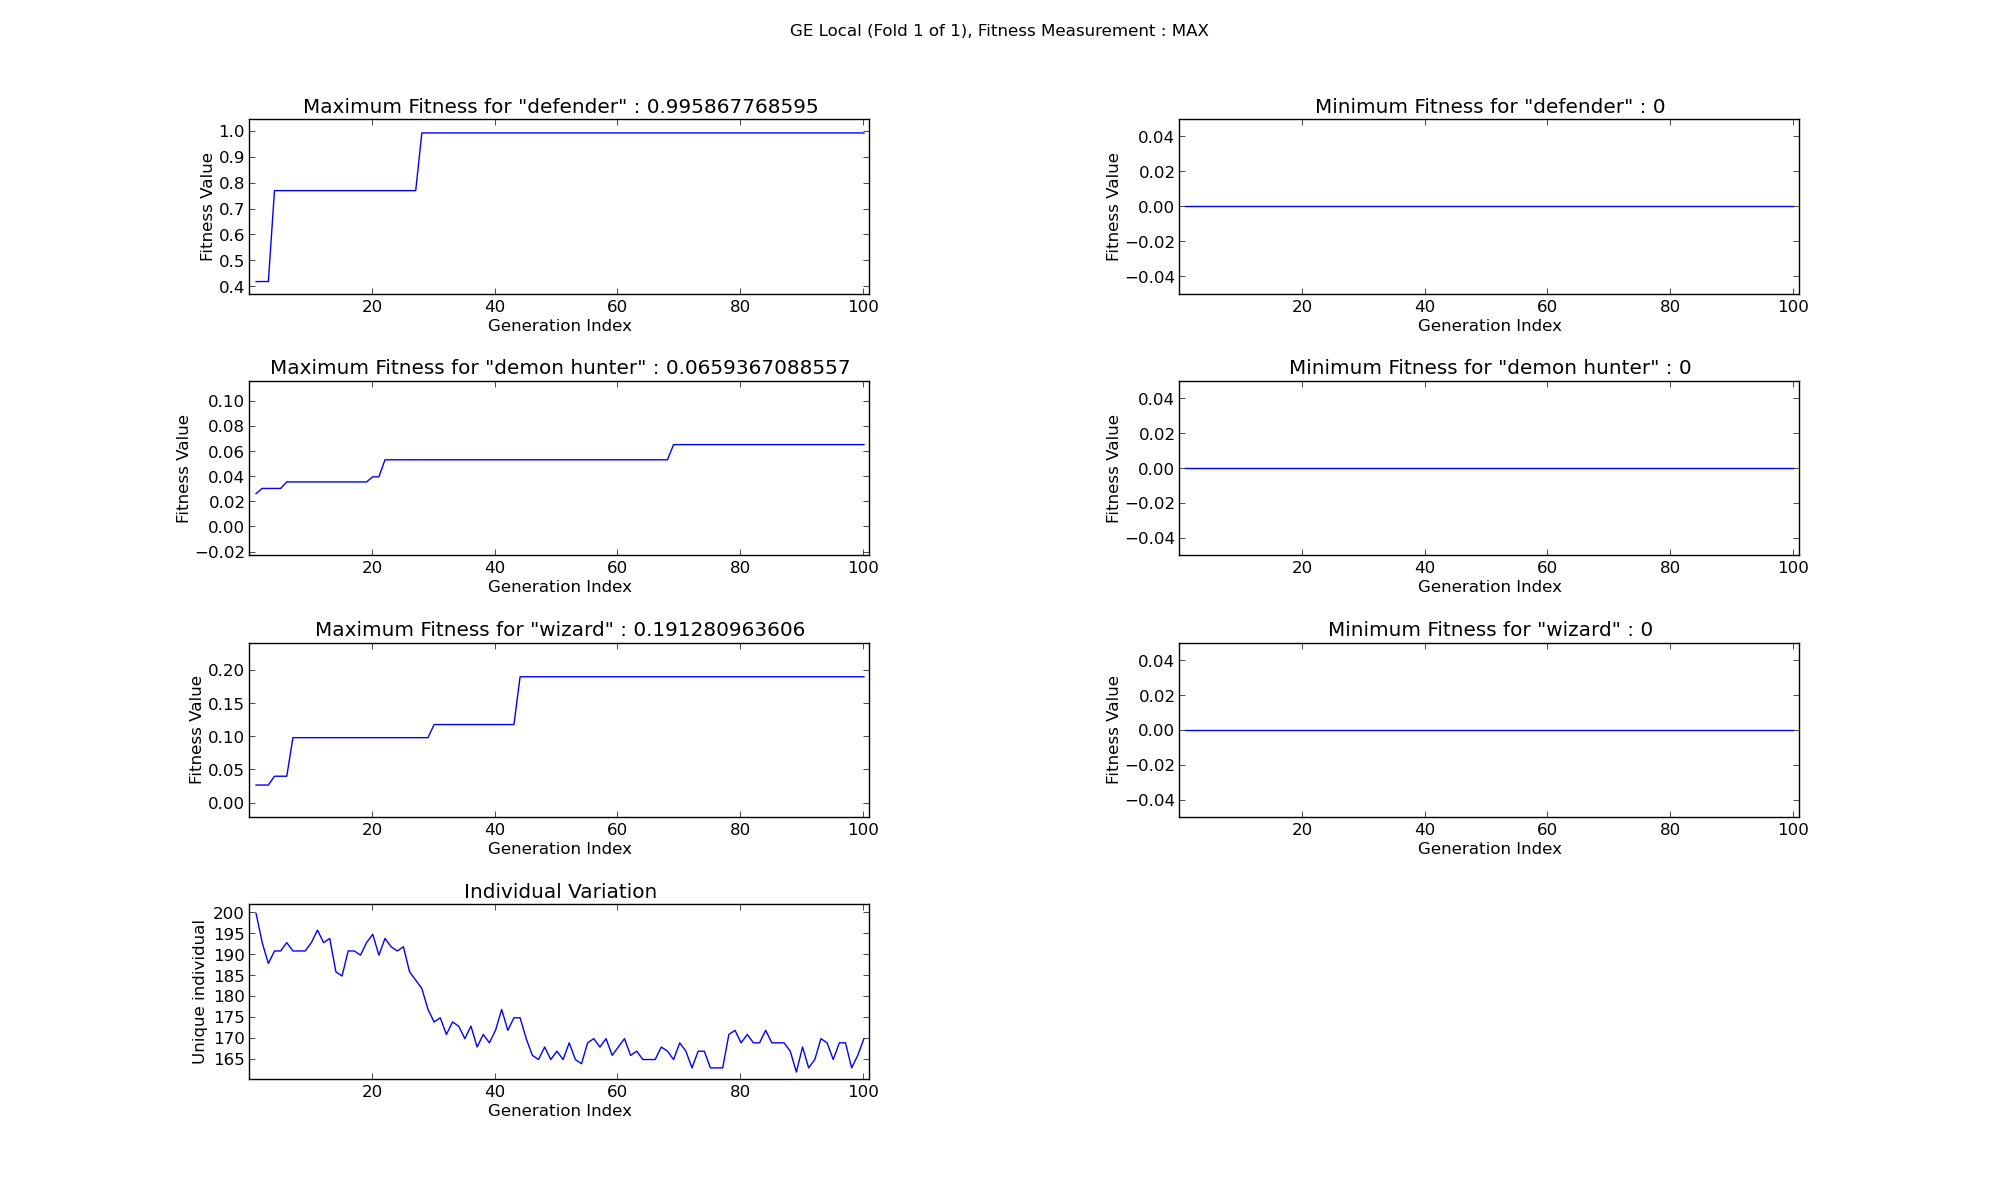 GE Local (Fold 1 of 1), Fitness Measurement : MAX
Maximum Fitness for "defender" : 0.995867768595
1.0
0.9
0.8
0.7
0.6
0.5
0.4
Fitness Value
20 40 60 80 100
Generation Index
Minimum Fitness for "defender" : 0
0.04
0.02
0.00
−0.02
−0.04
Fitness Value
20 40 60 80 100
Generation Index
Maximum Fitness for "demon hunter" : 0.0659367088557
0.10
0.08
0.06
0.04
0.02
0.00
−0.02
Fitness Value
20 40 60 80 100
Generation Index
Minimum Fitness for "demon hunter" : 0
0.04
0.02
0.00
−0.02
−0.04
Fitness Value
20 40 60 80 100
Generation Index
Maximum Fitness for "wizard" : 0.191280963606
0.20
0.15
0.10
0.05
0.00
Fitness Value
20 40 60 80 100
Generation Index
Minimum Fitness for "wizard" : 0
0.04
0.02
0.00
−0.02
−0.04
Fitness Value
20 40 60 80 100
Generation Index
Individual Variation
200
195
190
185
180
175
170
165
Unique individual
20 40 60 80 100
Generation Index